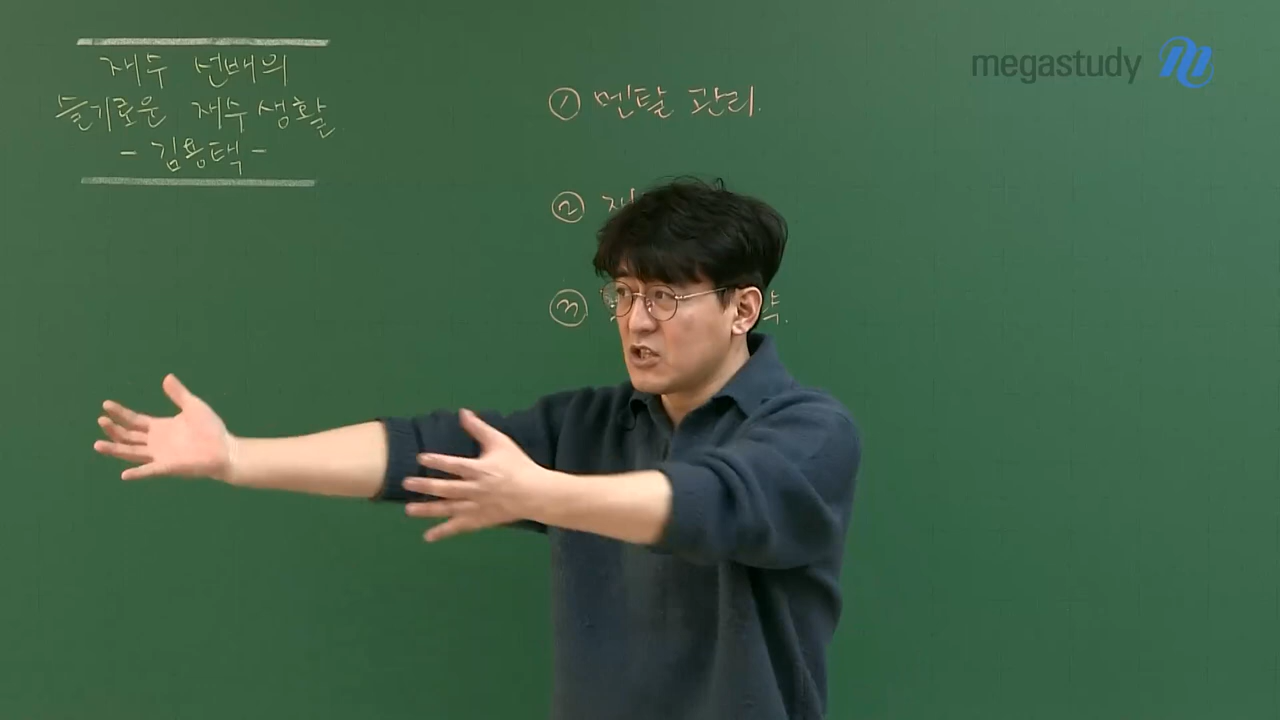 재수 선배의
슬기로운 재수생활
- 김용택 -
① 멘탈 관리.
②
③
megastudy